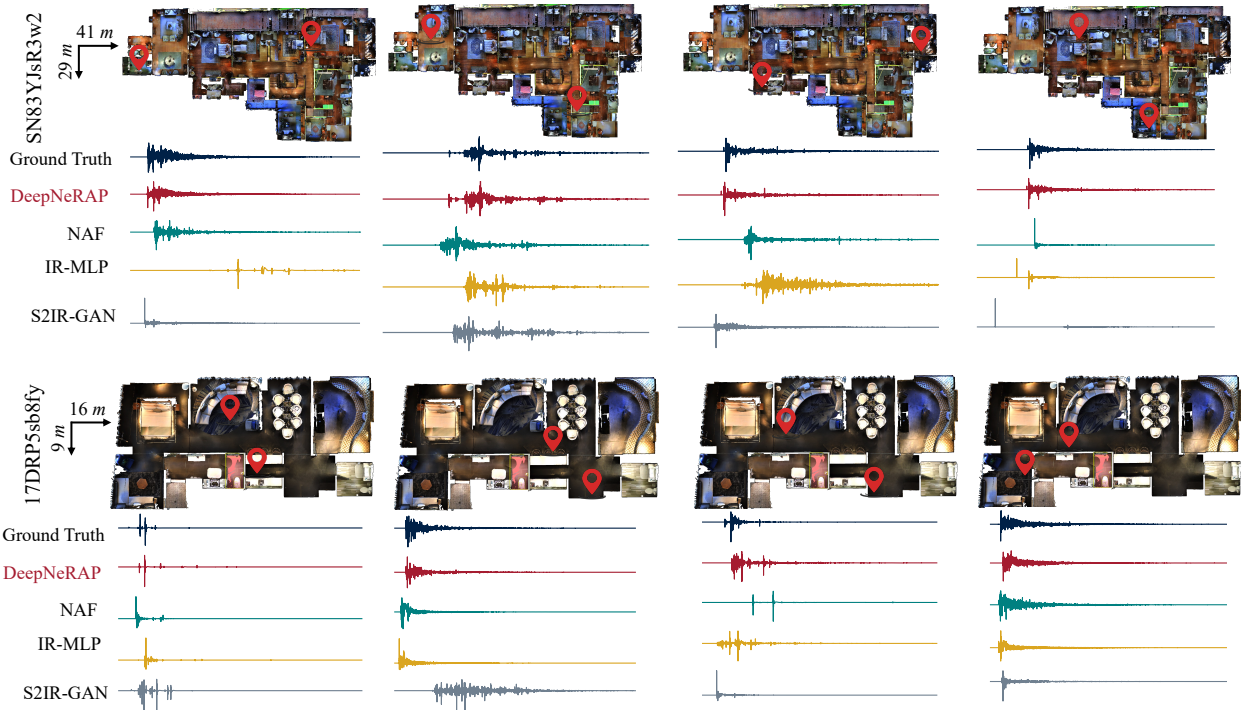 SN83YJsR3w2
41 m
29 m
Ground Truth
DeepNeRAP
NAF
IR-MLP
S2IR-GAN
17DRP5sb8fy
16 m
9 m
Ground Truth
DeepNeRAP
NAF
IR-MLP
S2IR-GAN